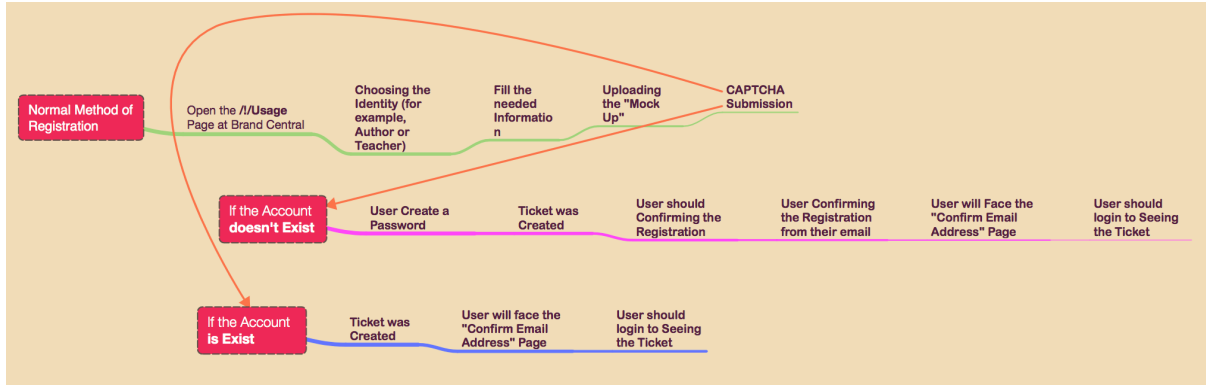 Normal Method of
Registration
Open the /I/Usage
Page at Brand Central
Choosing the
Identity (for
example,
Author or
Teacher)
Fill the
needed
Informatio
n
Uploading
the "Mock
Up"
CAPTCHA
Submission
If the Account
doesn't Exist
User Create a
Password
Ticket was
Created
User should
Confirming the
Registration
User Confirming
the Registration
from their email
User will Face the
"Confirm Email
Address" Page
User should
login to Seeing
the Ticket
If the Account
is Exist
Ticket was
Created
User will face the
"Confirm Email
Address" Page
User should
login to Seeing
the Ticket